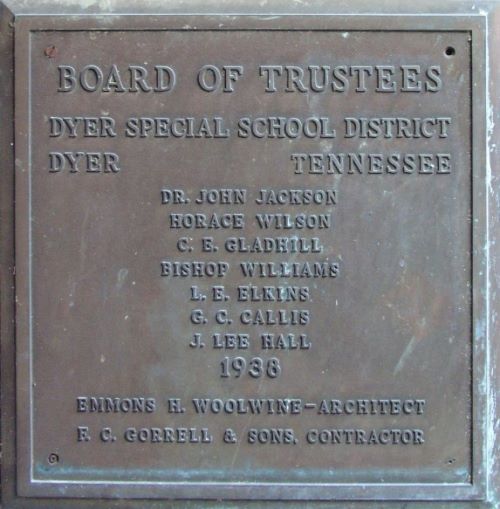 BOARD OF TRUSTEES
DYER SPECIAL SCHOOL DISTRICT
DYER TENNESSEE
DR. JOHN JACKSON
HORACE WILSON
C. E. GLADHILL
BISHOP WILLIAMS
L. E. ELKINS
G. C. CALLIS
J. LEE HALL
1938
EMMONS H. WOOLWINE-ARCHITECT
F. C. GORRELL & SONS, CONTRACTOR